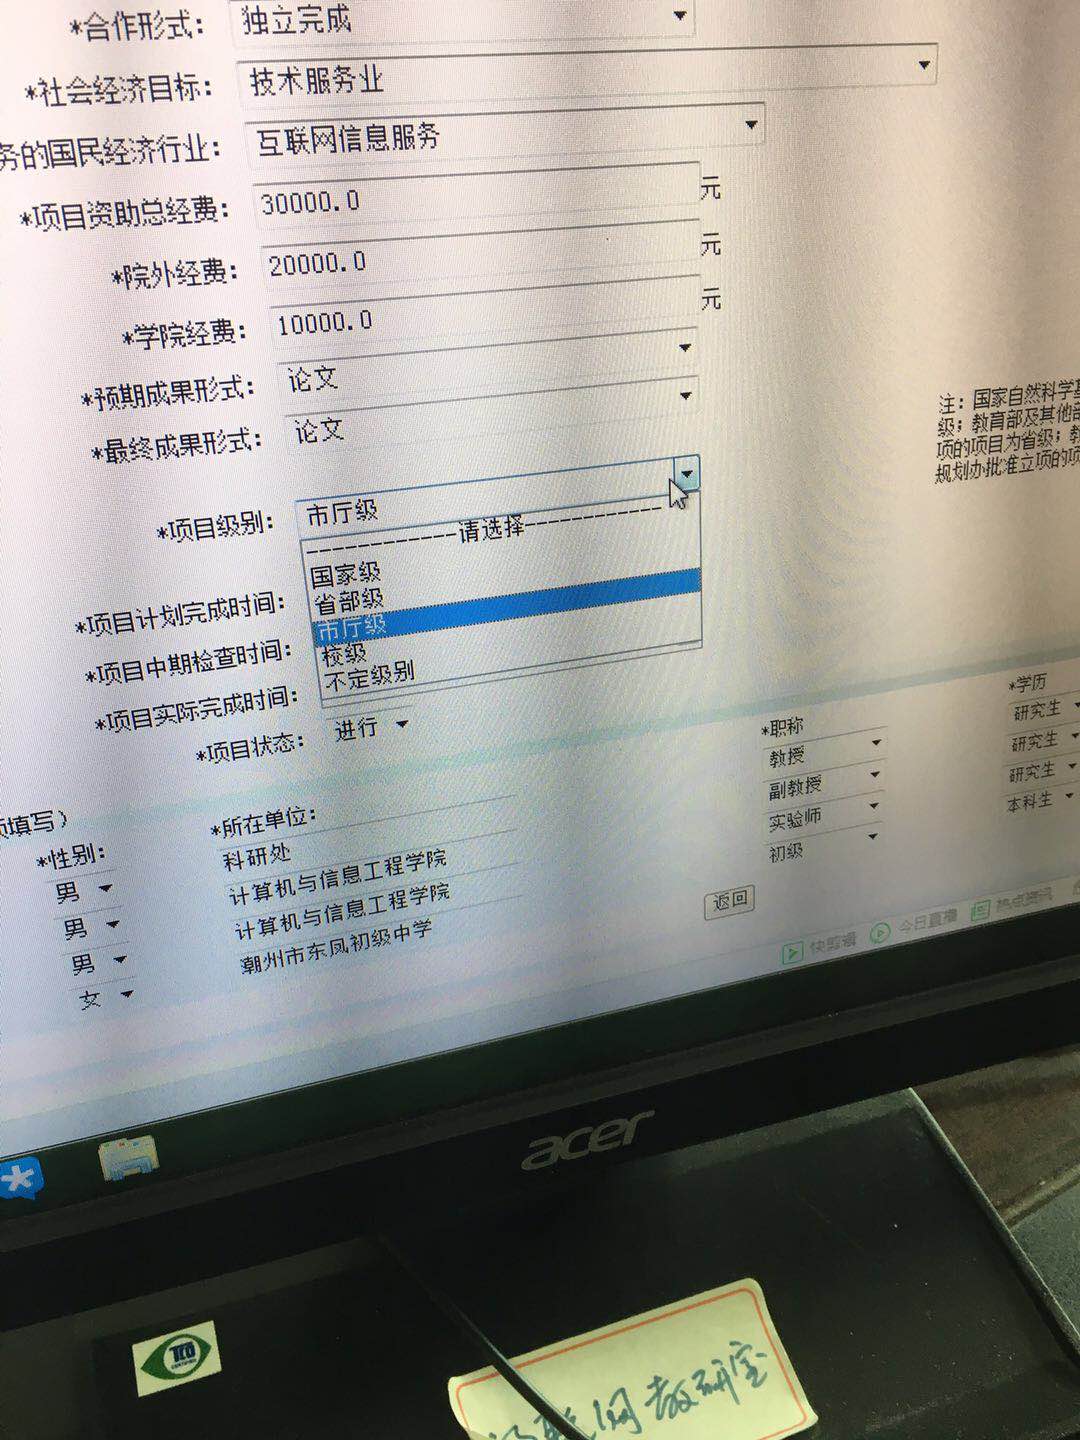 *合作形式： 独立完成
*社会经济目标： 技术服务业
务的国民经济行业： 互联网信息服务
*项目资助总经费： 30000.0 元
*院外经费： 20000.0 元
*学院经费： 10000.0 元
*预期成果形式： 论文
*最终成果形式： 论文
注：国家自然科学基
级；教育部及其他部
项的项目为省级；教
规划办批准立项的项
*项目级别： 市厅级
------------请选择------------
国家级
省部级
市厅级
校级
不定级别
*项目计划完成时间：
*项目中期检查时间：
*项目实际完成时间：
*项目状态： 进行
填写）
*性别： *所在单位： *职称 *学历
男 科研处 教授 研究生
男 计算机与信息工程学院 副教授 研究生
男 计算机与信息工程学院 实验师 研究生
女 潮州市东凤初级中学 初级 本科生
返回
快剪辑 今日直播 热点资讯
acer
TCO
CERTIFIED
联网教研室